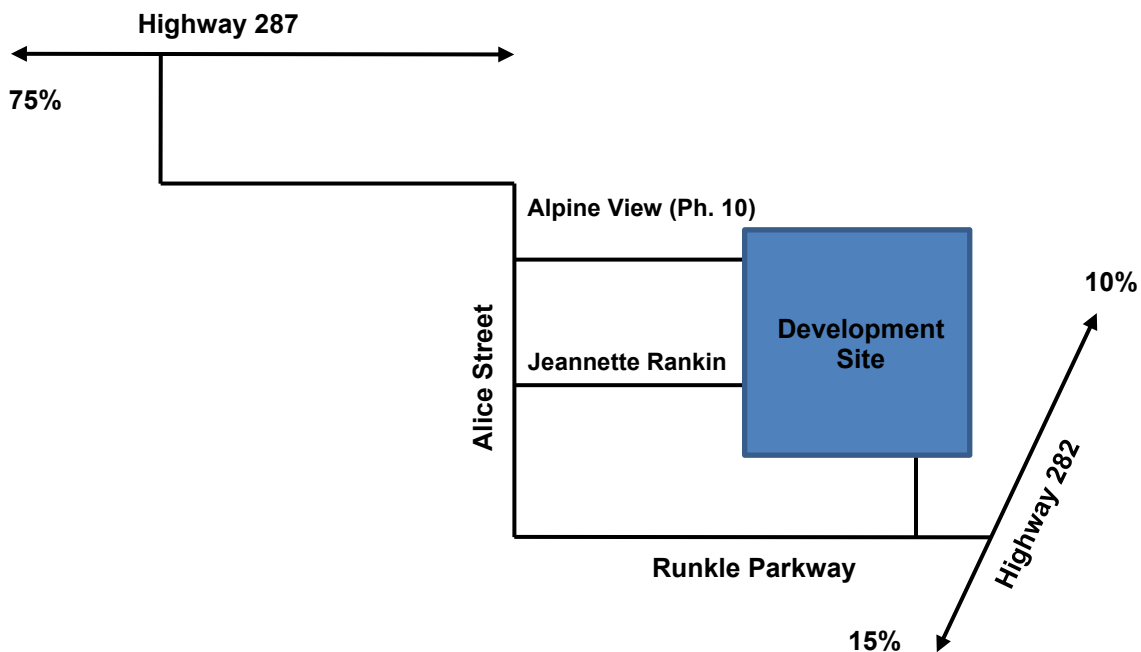 Highway 287
75%
Alpine View (Ph. 10)
10%
Development
Site
Jeannette Rankin
Alice Street
Highway 282
Runkle Parkway
15%